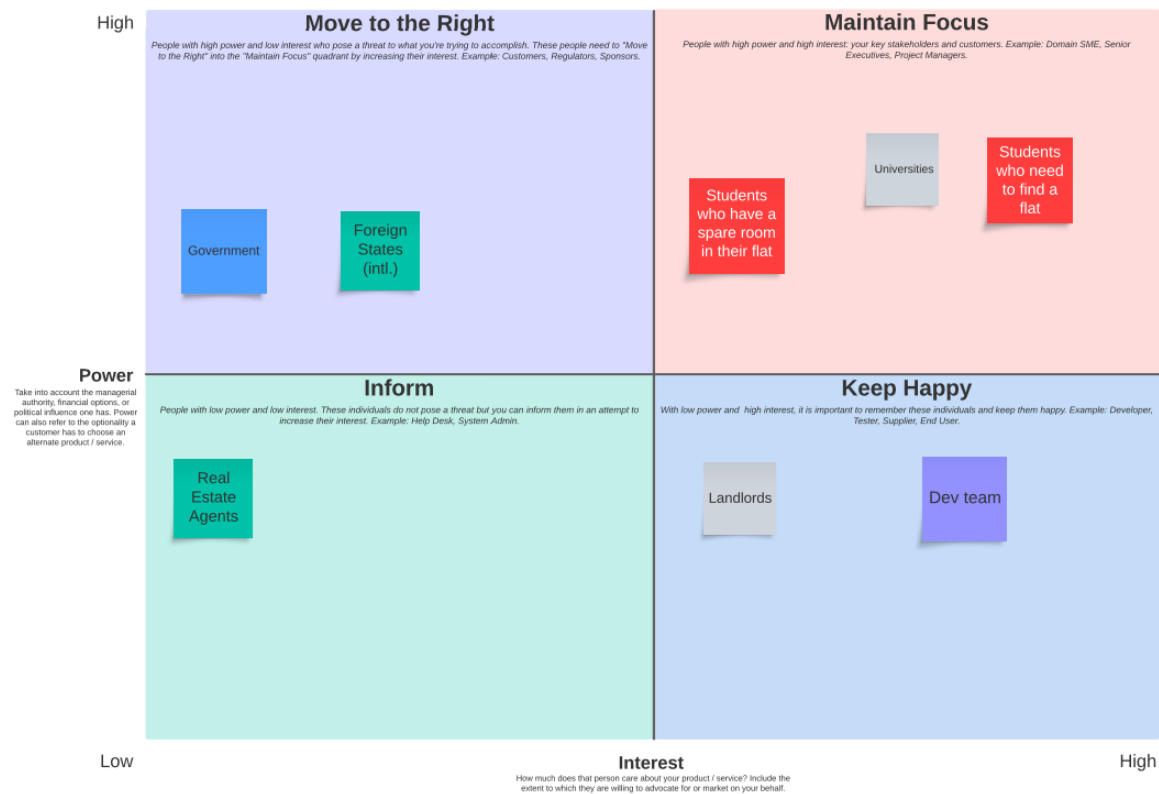 High
Move to the Right
People with high power and low interest who pose a threat to what you're trying to accomplish. These people need to "Move
to the Right" into the "Maintain Focus" quadrant by increasing their interest. Example: Customers, Regulators, Sponsors.
Maintain Focus
People with high power and high interest: your key stakeholders and customers. Example: Domain SME, Senior
Executives, Project Managers.
Government
Foreign
States
(intl.)
Students
who have a
spare room
in their flat
Universities
Students
who need
to find a
flat
Power
Take into account the managerial
authority, financial options, or
political influence one has. Power
can also refer to the optionality a
customer has to choose an
alternate product / service.
Inform
People with low power and low interest. These individuals do not pose a threat but you can inform them in an attempt to
increase their interest. Example: Help Desk, System Admin.
Keep Happy
With low power and  high interest, it is important to remember these individuals and keep them happy. Example: Developer,
Tester, Supplier, End User.
Real
Estate
Agents
Landlords
Dev team
Low
Interest
How much does that person care about your product / service? Include the
extent to which they are willing to advocate for or market on your behalf.
High